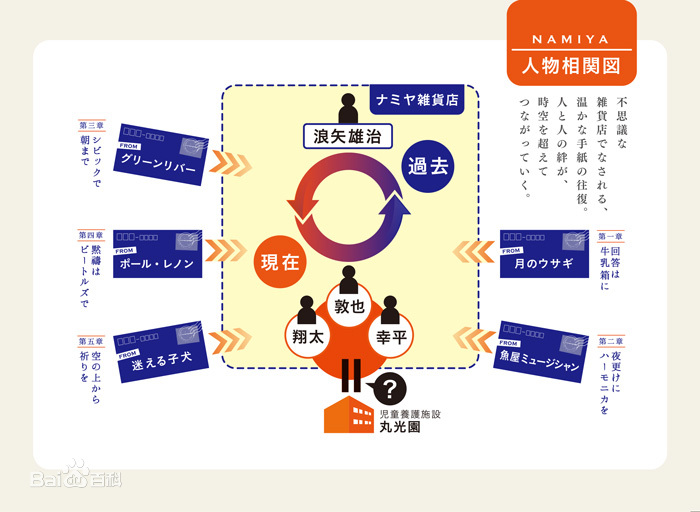 NAMIYA
人物相関図
不思議な
雑貨店でなされる、
温かな手紙の往復。
人と人の絆が、
時空を超えて
つながっていく。
ナミヤ雑貨店
浪矢雄治
過去
現在
敦也
翔太
幸平
?
児童養護施設
丸光園
第一章
回答は
牛乳箱に
FROM
月のウサギ
第二章
夜更けに
ハーモニカを
FROM
魚屋ミュージシャン
第三章
シビックで
朝まで
FROM
グリーンリバー
第四章
黙禱は
ビートルズで
FROM
ポール・レノン
第五章
空の上から
祈りを
FROM
迷える子犬
Bai百科